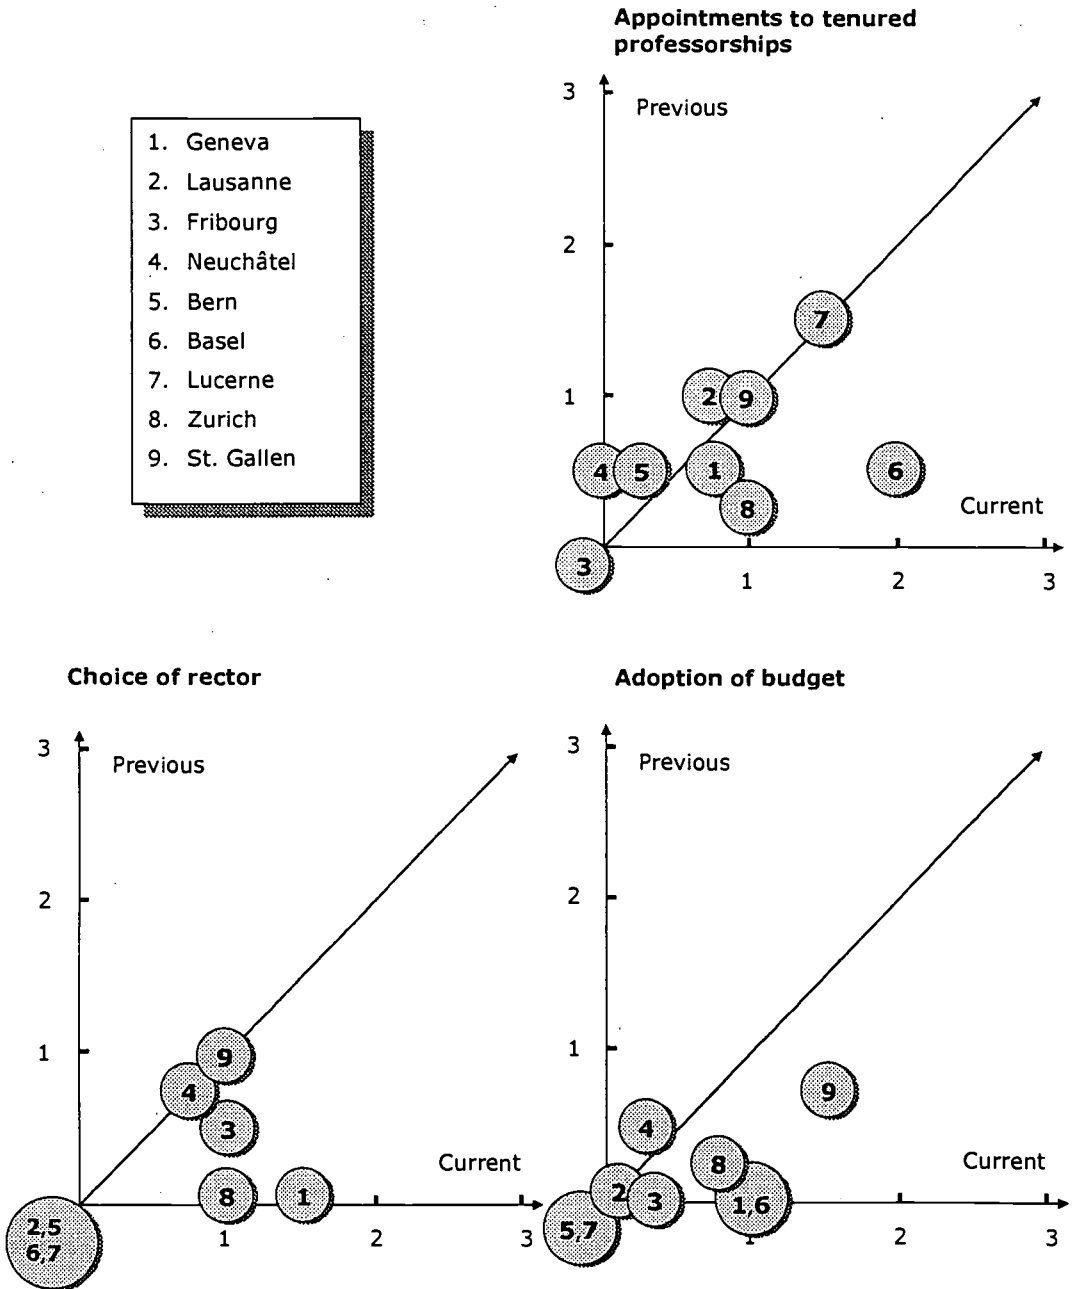 Appointments to tenured
professorships
1. Geneva
2. Lausanne
3. Fribourg
4. Neuchâtel
5. Bern
6. Basel
7. Lucerne
8. Zurich
9. St. Gallen
3
Previous
2
7
1
2
9
4
5
1
6
8
Current
3
1
2
3
Choice of rector
3
Previous
2
1
9
4
3
Current
8
1
2,5
6,7
1
2
3
Adoption of budget
3
Previous
2
1
9
4
8
Current
2
3
1,6
5,7
1
2
3